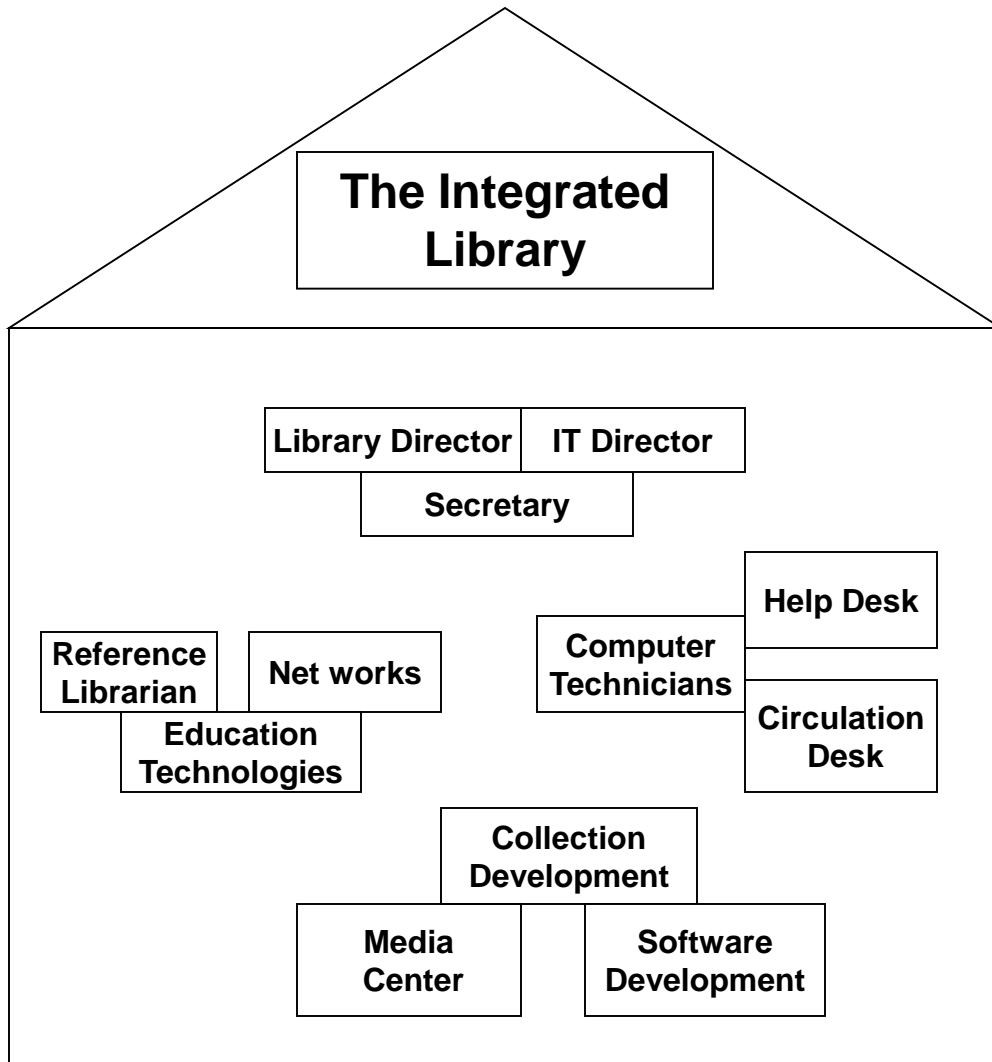 The Integrated
Library
Library Director
IT Director
Secretary
Help Desk
Computer
Technicians
Circulation
Desk
Reference
Librarian
Net works
Education
Technologies
Collection
Development
Media
Center
Software
Development